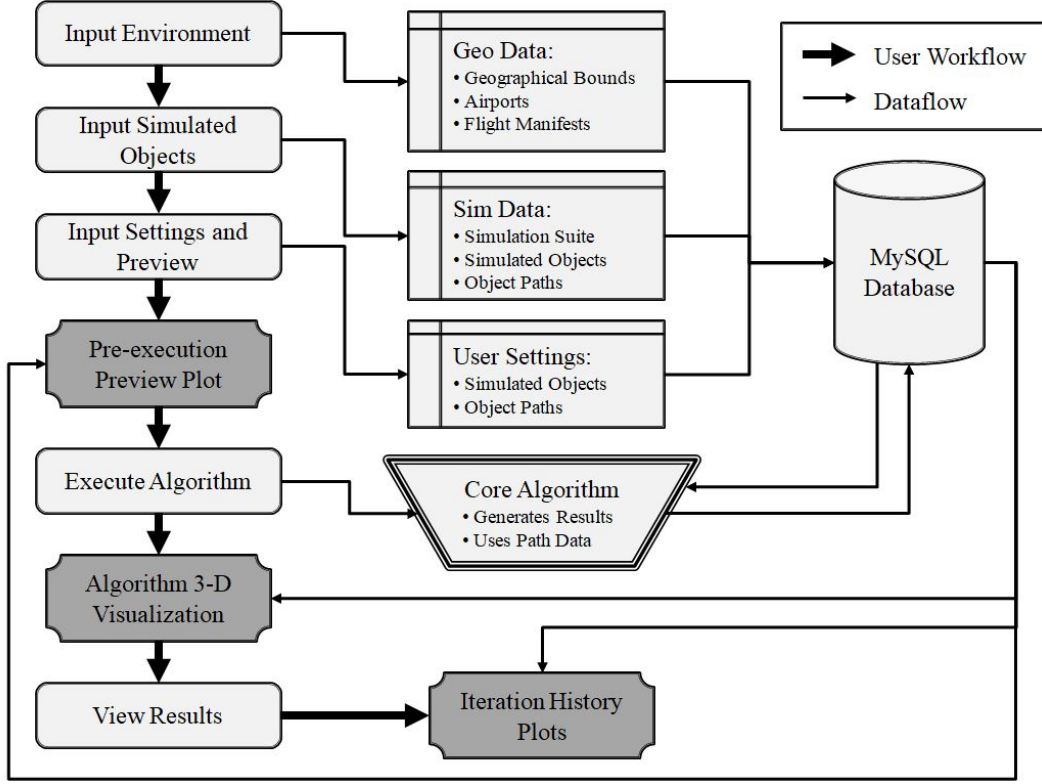 Input Environment
Input Simulated
Objects
Input Settings and
Preview
Pre-execution
Preview Plot
Execute Algorithm
Algorithm 3-D
Visualization
View Results
Geo Data:
• Geographical Bounds
• Airports
• Flight Manifests
Sim Data:
• Simulation Suite
• Simulated Objects
• Object Paths
User Settings:
• Simulated Objects
• Object Paths
Core Algorithm
• Generates Results
• Uses Path Data
Iteration History
Plots
User Workflow
Dataflow
MySQL
Database